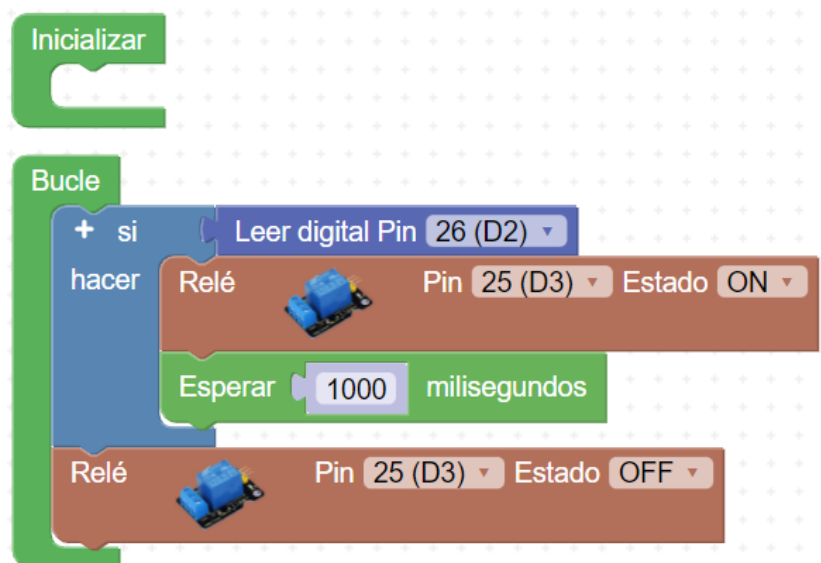 Inicializar
Bucle
+ si Leer digital Pin 26 (D2)
hacer Relé Pin 25 (D3) Estado ON
Esperar 1000 milisegundos
Relé Pin 25 (D3) Estado OFF